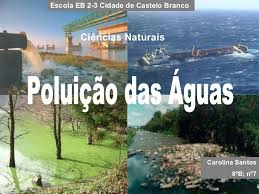 Escola EB 2-3 Cidade de Castelo Branco
Ciências Naturais
Poluição das Águas
Carolina Santos
8ºB; nº7